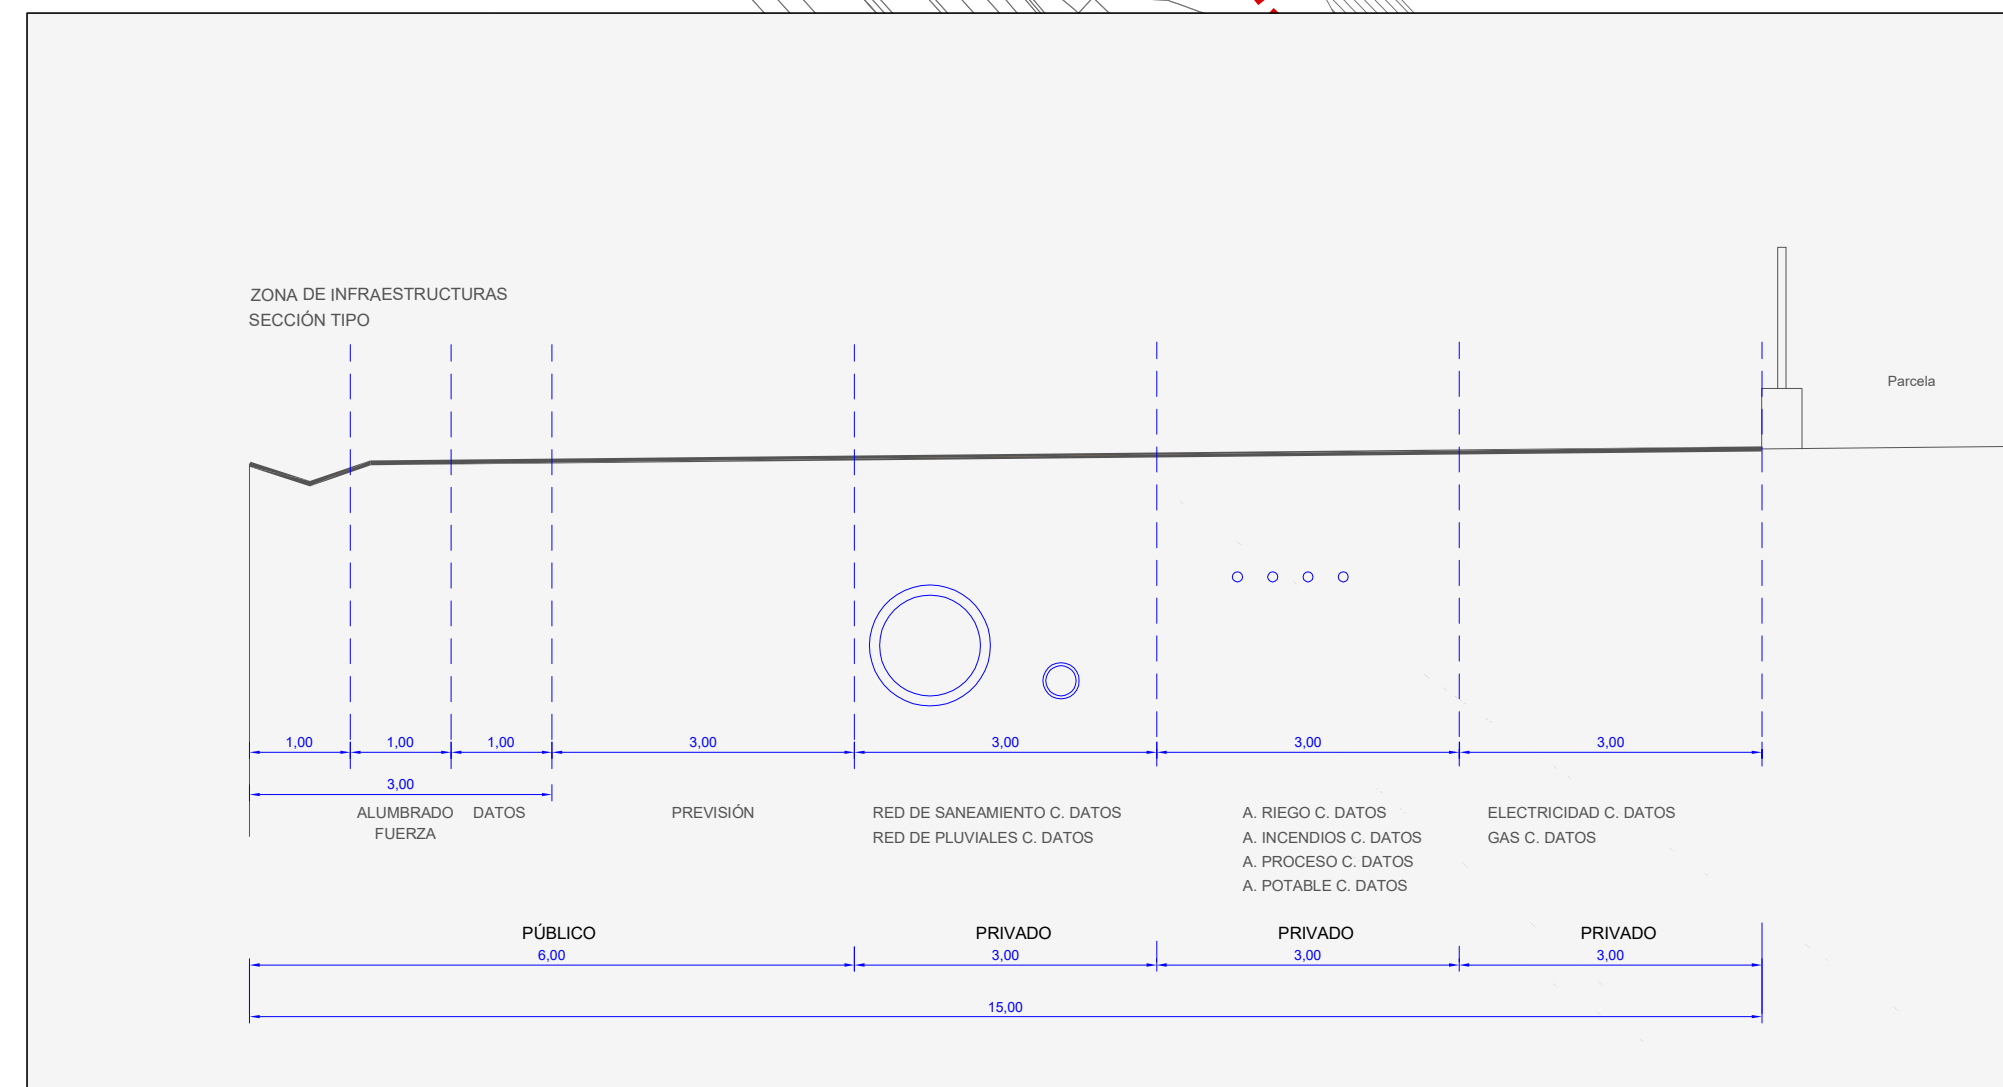 ZONA DE INFRAESTRUCTURAS
SECCIÓN TIPO
Parcela
1,00 1,00 1,00 3,00 3,00 3,00 3,00
3,00
ALUMBRADO DATOS PREVISIÓN RED DE SANEAMIENTO C. DATOS A. RIEGO C. DATOS ELECTRICIDAD C. DATOS
FUERZA RED DE PLUVIALES C. DATOS A. INCENDIOS C. DATOS GAS C. DATOS
A. PROCESO C. DATOS
A. POTABLE C. DATOS
PÚBLICO PRIVADO PRIVADO PRIVADO
6,00 3,00 3,00 3,00
15,00